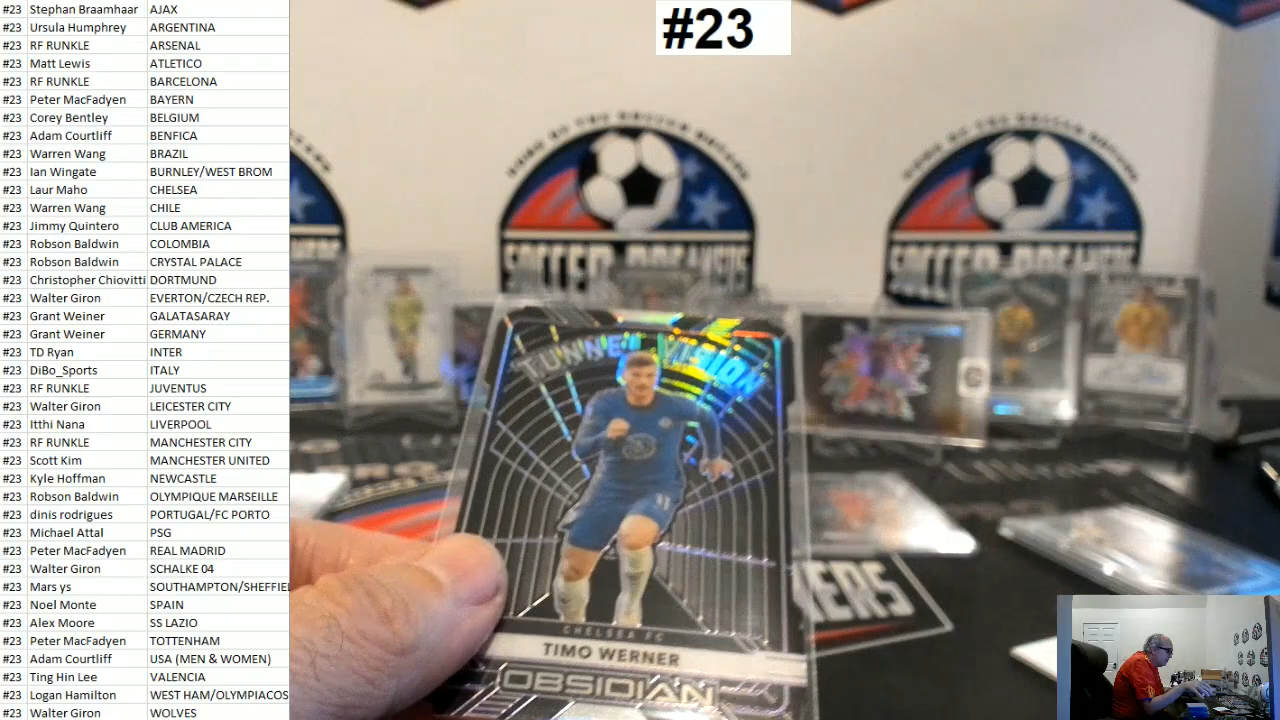 #23 Stephan Braamhaar AJAX
#23 Ursula Humphrey ARGENTINA
#23 RF RUNKLE ARSENAL
#23 Matt Lewis ATLETICO
#23 RF RUNKLE BARCELONA
#23 Peter MacFadyen BAYERN
#23 Corey Bentley BELGIUM
#23 Adam Courtliff BENFICA
#23 Warren Wang BRAZIL
#23 Ian Wingate BURNLEY/WEST BROM
#23 Laur Maho CHELSEA
#23 Warren Wang CHILE
#23 Jimmy Quintero CLUB AMERICA
#23 Robson Baldwin COLOMBIA
#23 Robson Baldwin CRYSTAL PALACE
#23 Christopher Chiovitti DORTMUND
#23 Walter Giron EVERTON/CZECH REP.
#23 Grant Weiner GALATASARAY
#23 Grant Weiner GERMANY
#23 TD Ryan INTER
#23 DiBo_Sports ITALY
#23 RF RUNKLE JUVENTUS
#23 Walter Giron LEICESTER CITY
#23 Itthi Nana LIVERPOOL
#23 RF RUNKLE MANCHESTER CITY
#23 Scott Kim MANCHESTER UNITED
#23 Kyle Hoffman NEWCASTLE
#23 Robson Baldwin OLYMPIQUE MARSEILLE
#23 dinis rodrigues PORTUGAL/FC PORTO
#23 Michael Attal PSG
#23 Peter MacFadyen REAL MADRID
#23 Walter Giron SCHALKE 04
#23 Mars ys SOUTHAMPTON/SHEFFIE
#23 Noel Monte SPAIN
#23 Alex Moore SS LAZIO
#23 Peter MacFadyen TOTTENHAM
#23 Adam Courtliff USA (MEN & WOMEN)
#23 Ting Hin Lee VALENCIA
#23 Logan Hamilton WEST HAM/OLYMPIACOS
#23 Walter Giron WOLVES
#23
TUNNEL VISION
11
CHELSEA FC
TIMO WERNER
OBSIDIAN